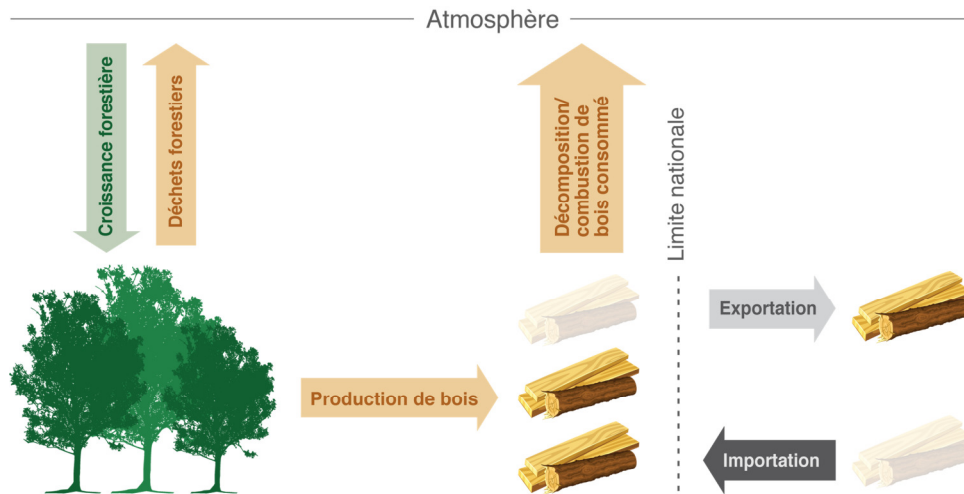 Atmosphère
Croissance forestière
Déchets forestiers
Décomposition/
combustion de
bois consommé
Limite nationale
Exportation
Production de bois
Importation